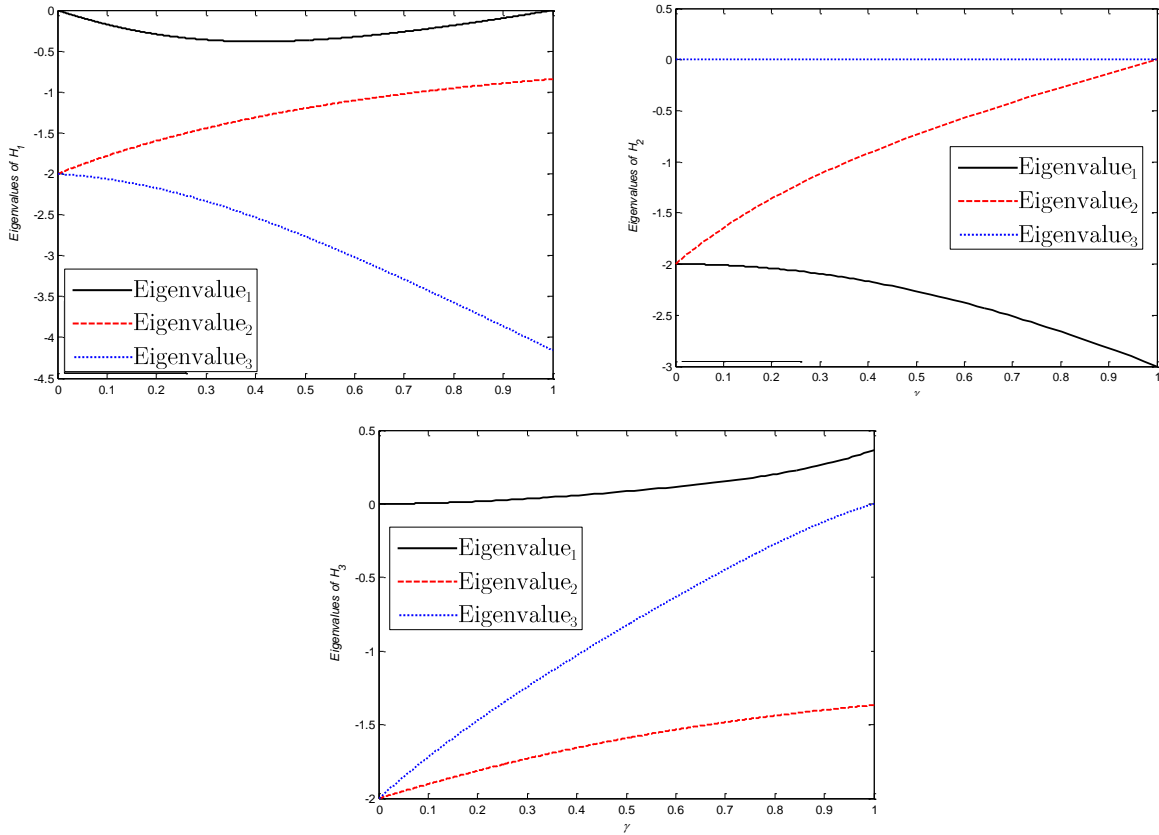 0
-0.5
-1
-1.5
-2
-2.5
-3
-3.5
-4
-4.5
0 0.1 0.2 0.3 0.4 0.5 0.6 0.7 0.8 0.9 1
Eigenvalues of H1
Eigenvalue1
Eigenvalue2
Eigenvalue3
0.5
0
-0.5
-1
-1.5
-2
-2.5
-3
0 0.1 0.2 0.3 0.4 0.5 0.6 0.7 0.8 0.9 1
γ
Eigenvalues of H2
Eigenvalue1
Eigenvalue2
Eigenvalue3
0.5
0
-0.5
-1
-1.5
-2
0 0.1 0.2 0.3 0.4 0.5 0.6 0.7 0.8 0.9 1
γ
Eigenvalues of H3
Eigenvalue1
Eigenvalue2
Eigenvalue3